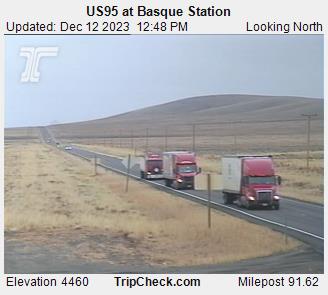 US95 at Basque Station
Updated: Dec 12 2023 12:48 PM Looking North
Elevation 4460 TripCheck.com Milepost 91.62